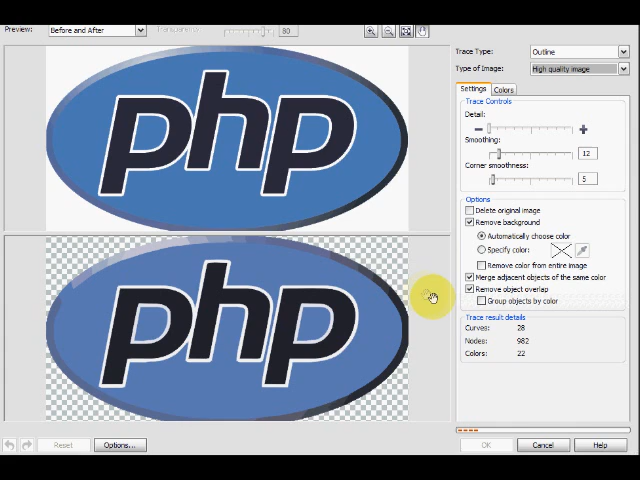 Preview: Before and After Transparency: 80
php
php
Trace Type: Outline
Type of Image: High quality image
Settings Colors
Trace Controls
Detail:
Smoothing:
12
Corner smoothness:
5
Options
Delete original image
Remove background
Automatically choose color
Specify color:
Remove color from entire image
Merge adjacent objects of the same color
Remove object overlap
Group objects by color
Trace result details
Curves: 28
Nodes: 982
Colors: 22
Reset Options... OK Cancel Help